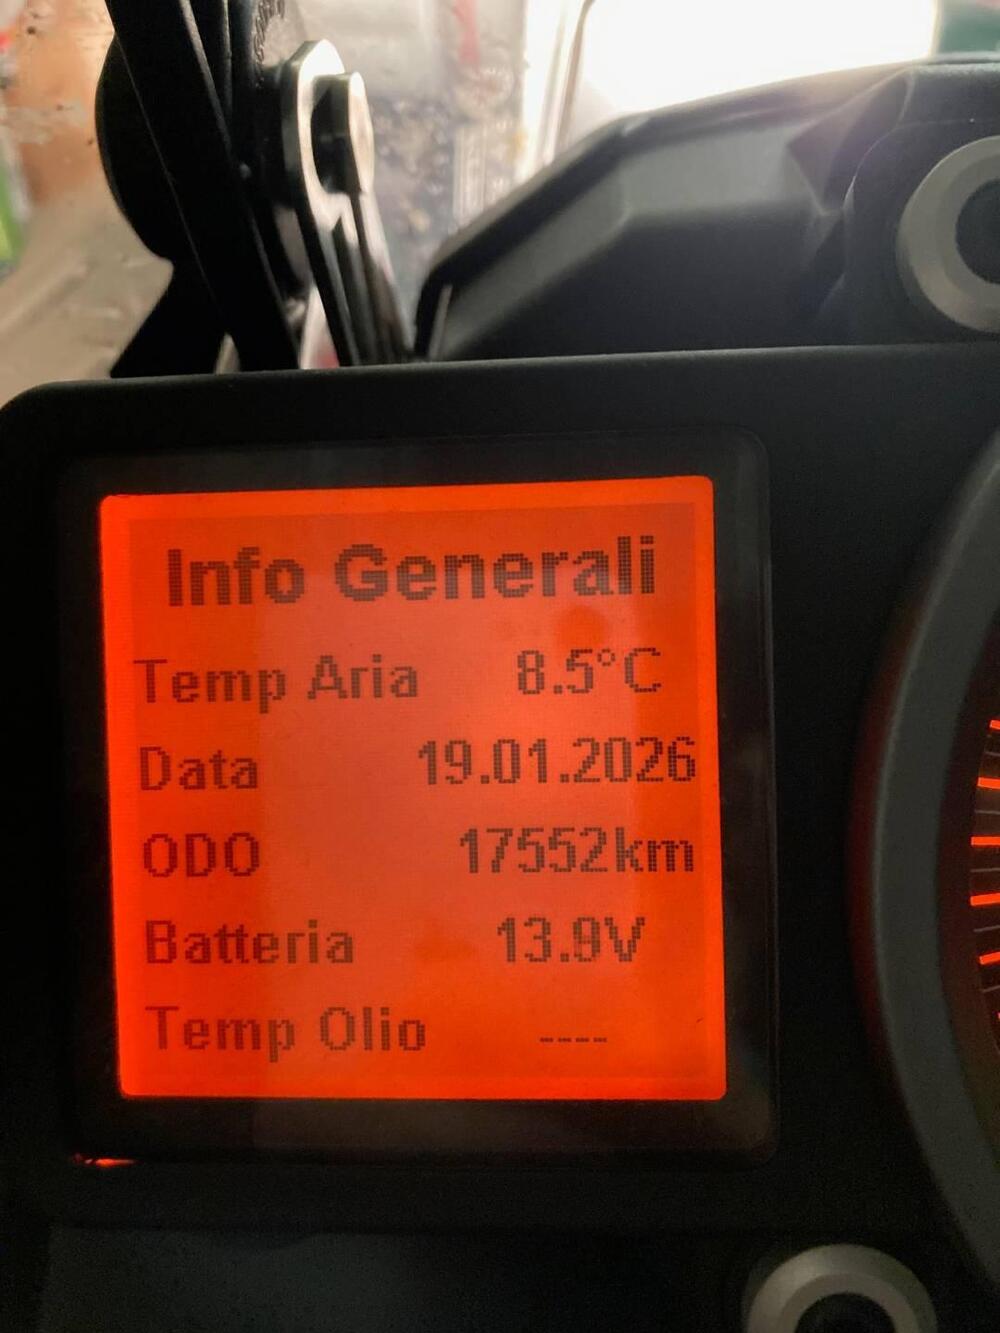 Info Generali
Temp Aria 8.5°C
Data 19.01.2026
ODO 17552km
Batteria 13.9V
Temp Olio ----